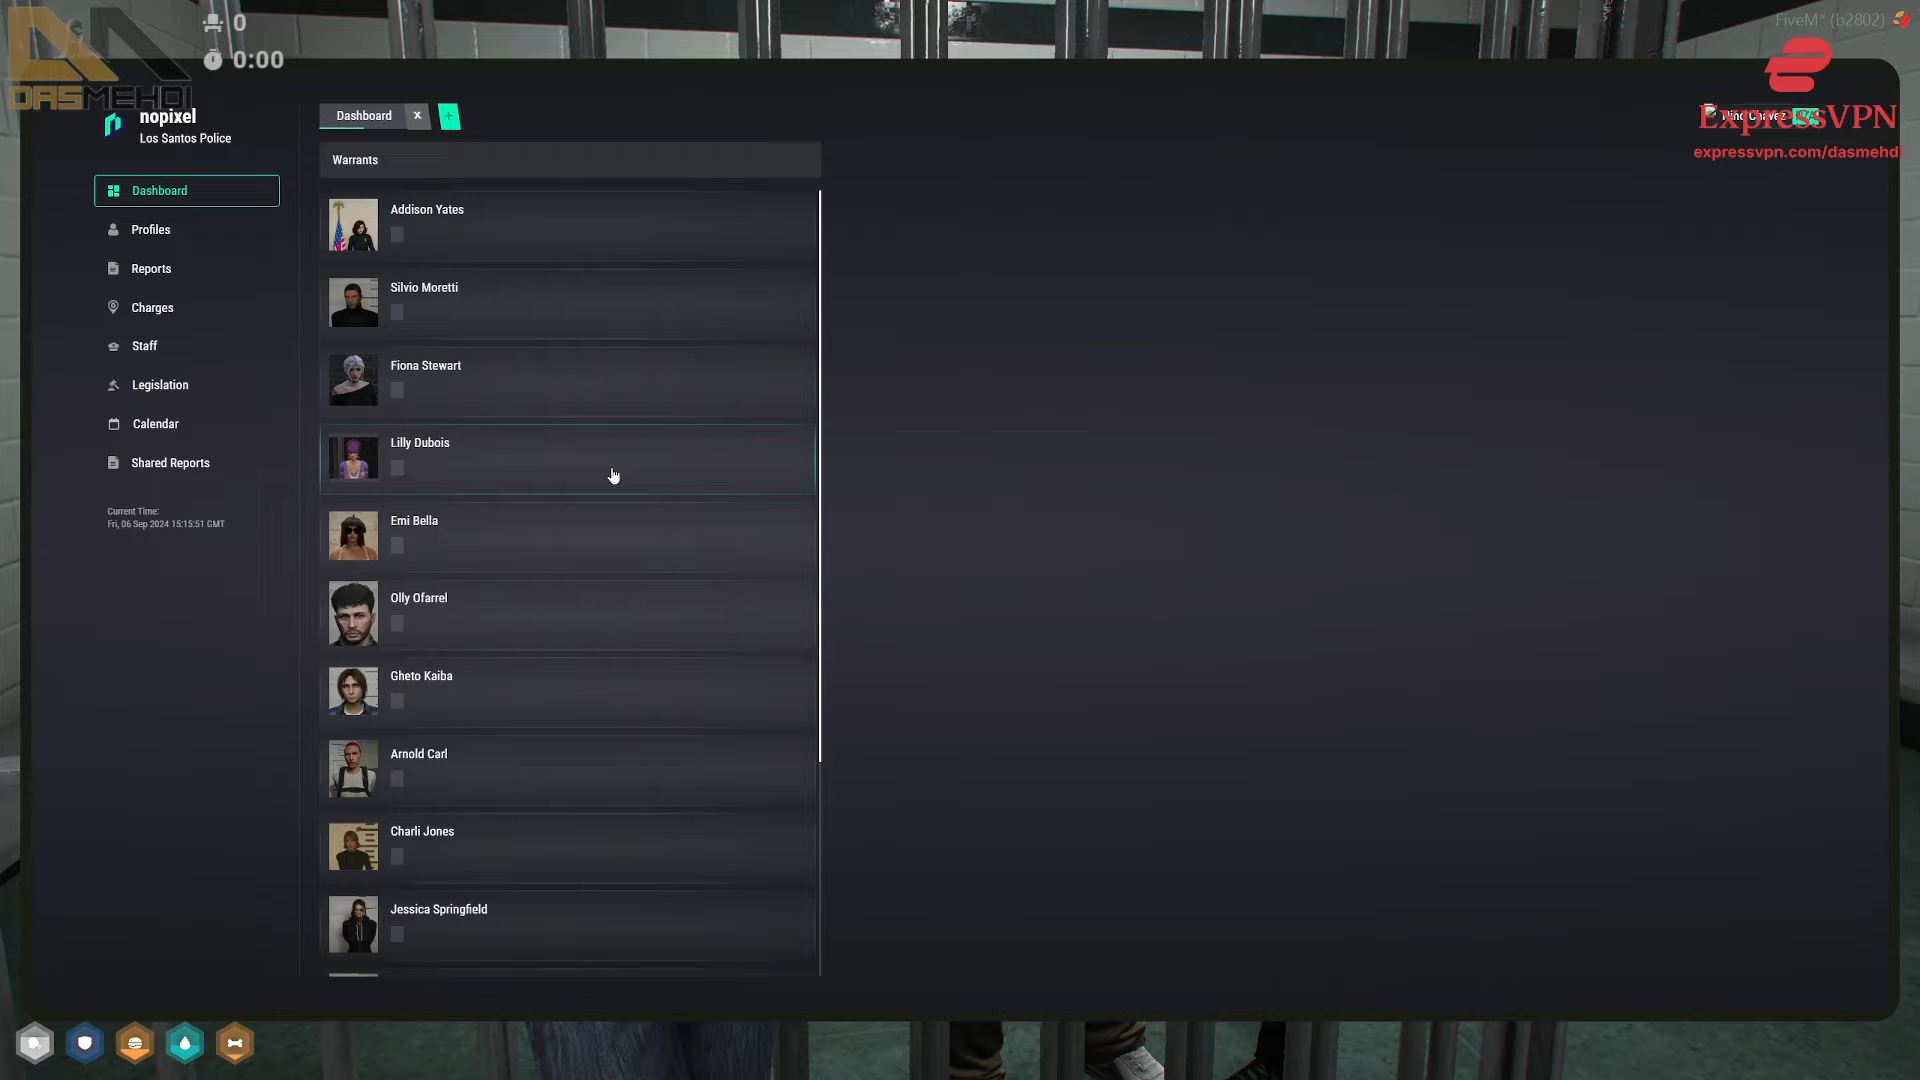 0
0:00
FiveM* (b2802)
DASMEHDI
nopixel
Los Santos Police
Dashboard
x
+
ExpressVPN
expressvpn.com/dasmehdi
Warrants
Dashboard
Profiles
Reports
Charges
Staff
Legislation
Calendar
Shared Reports
Current Time:
Fri, 06 Sep 2024 15:15:51 GMT
Addison Yates
Silvio Moretti
Fiona Stewart
Lilly Dubois
Emi Bella
Olly Ofarrel
Gheto Kaiba
Arnold Carl
Charli Jones
Jessica Springfield